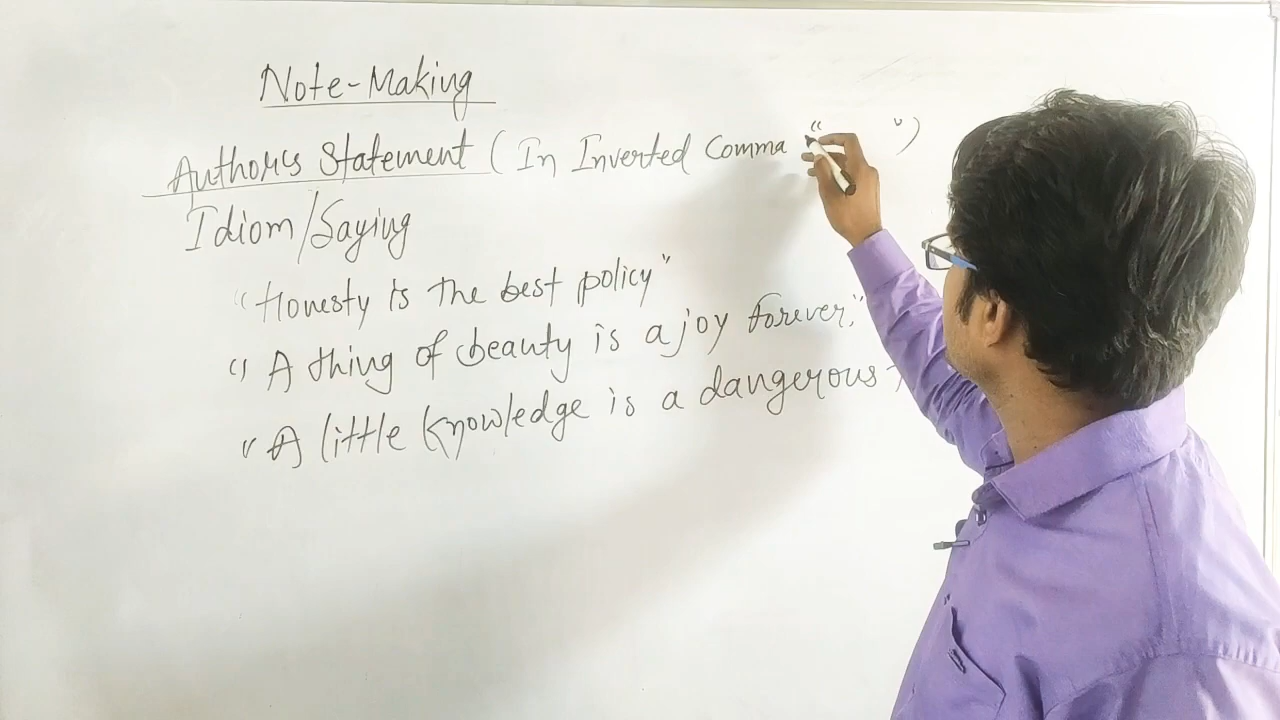 Note-Making
Author's Statement (In Inverted Comma “ ”)
Idiom/Saying
“Honesty is the best policy”
“A thing of beauty is a joy forever.”
“A little knowledge is a dangerous